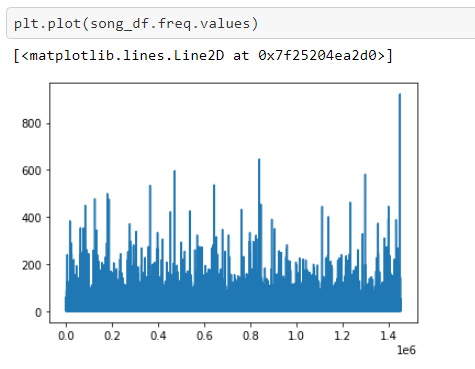 plt.plot(song_df.freq.values)
[<matplotlib.lines.Line2D at 0x7f25204ea2d0>]
800
600
400
200
0
0.0 0.2 0.4 0.6 0.8 1.0 1.2 1.4
1e6